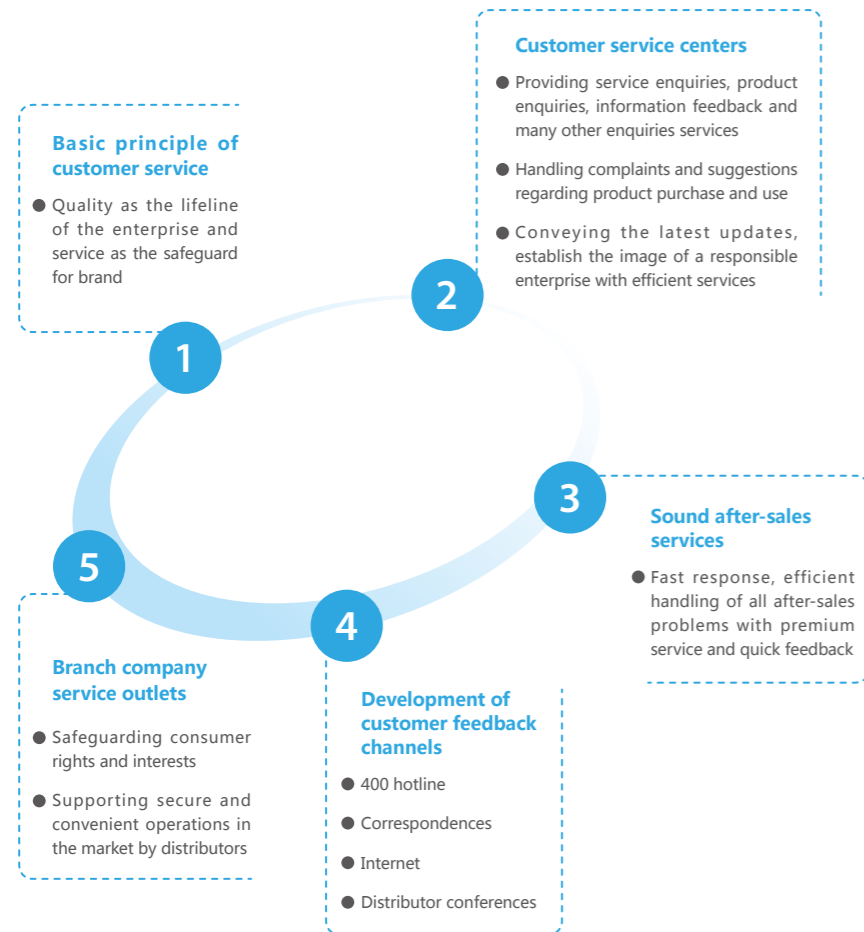 1
Basic principle of
customer service
● Quality as the lifeline
of the enterprise and
service as the safeguard
for brand
2
Customer service centers
● Providing service enquiries, product
enquiries, information feedback and
many other enquiries services
● Handling complaints and suggestions
regarding product purchase and use
● Conveying the latest updates,
establish the image of a responsible
enterprise with efficient services
3
Sound after-sales
services
● Fast response, efficient
handling of all after-sales
problems with premium
service and quick feedback
4
Development of
customer feedback
channels
● 400 hotline
● Correspondences
● Internet
● Distributor conferences
5
Branch company
service outlets
● Safeguarding consumer
rights and interests
● Supporting secure and
convenient operations in
the market by distributors